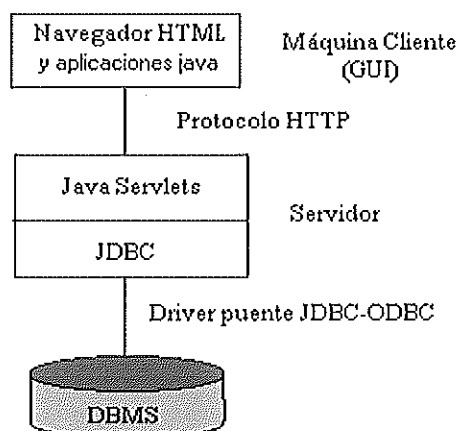 Navegador HTML
y aplicaciones java
Máquina Cliente
(GUI)
Protocolo HTTP
Java Servlets
JDBC
Servidor
Driver puente JDBC-ODBC
DBMS